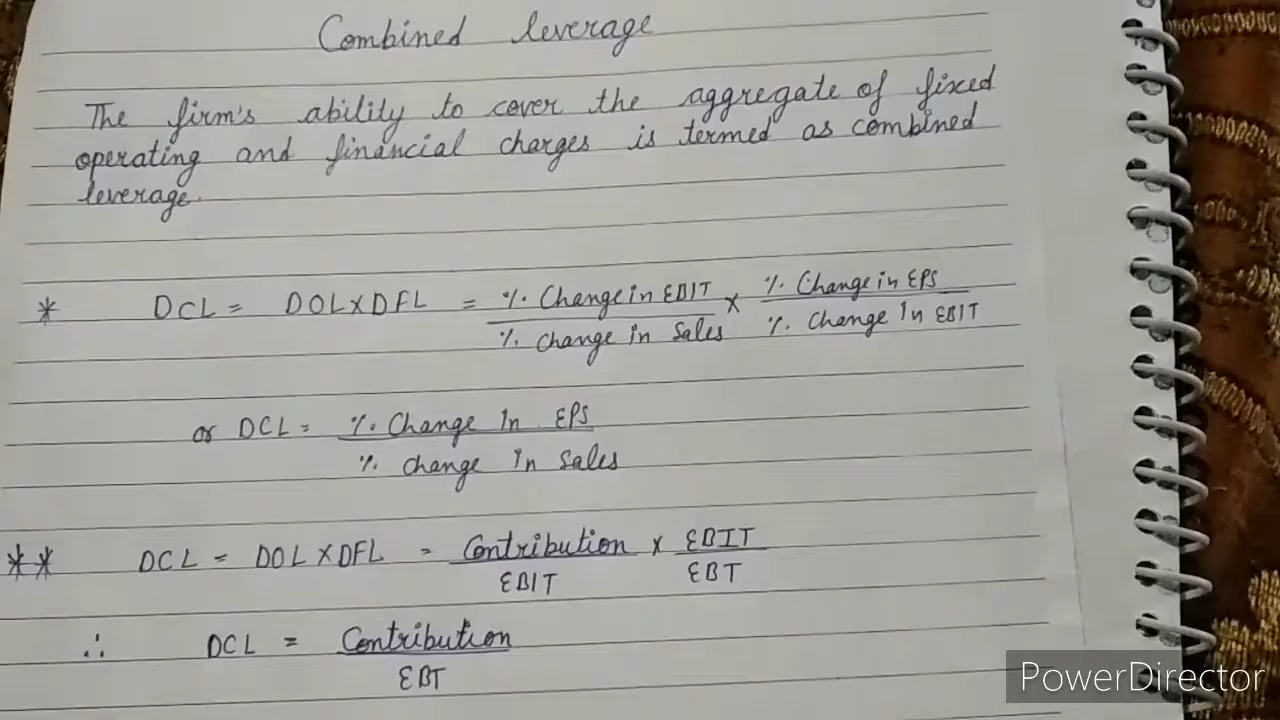 Combined leverage
The firm's ability to cover the aggregate of fixed
operating and financial charges is termed as combined
leverage.
* DCL = DOL X DFL = %. Change in EBIT / %. change in Sales x %. Change in EPS / %. Change In EBIT
or DCL = %. Change In EPS / %. change In sales
** DCL = DOL X DFL = Contribution / EBIT x EBIT / EBT
∴ DCL = Contribution / EBT
PowerDirector